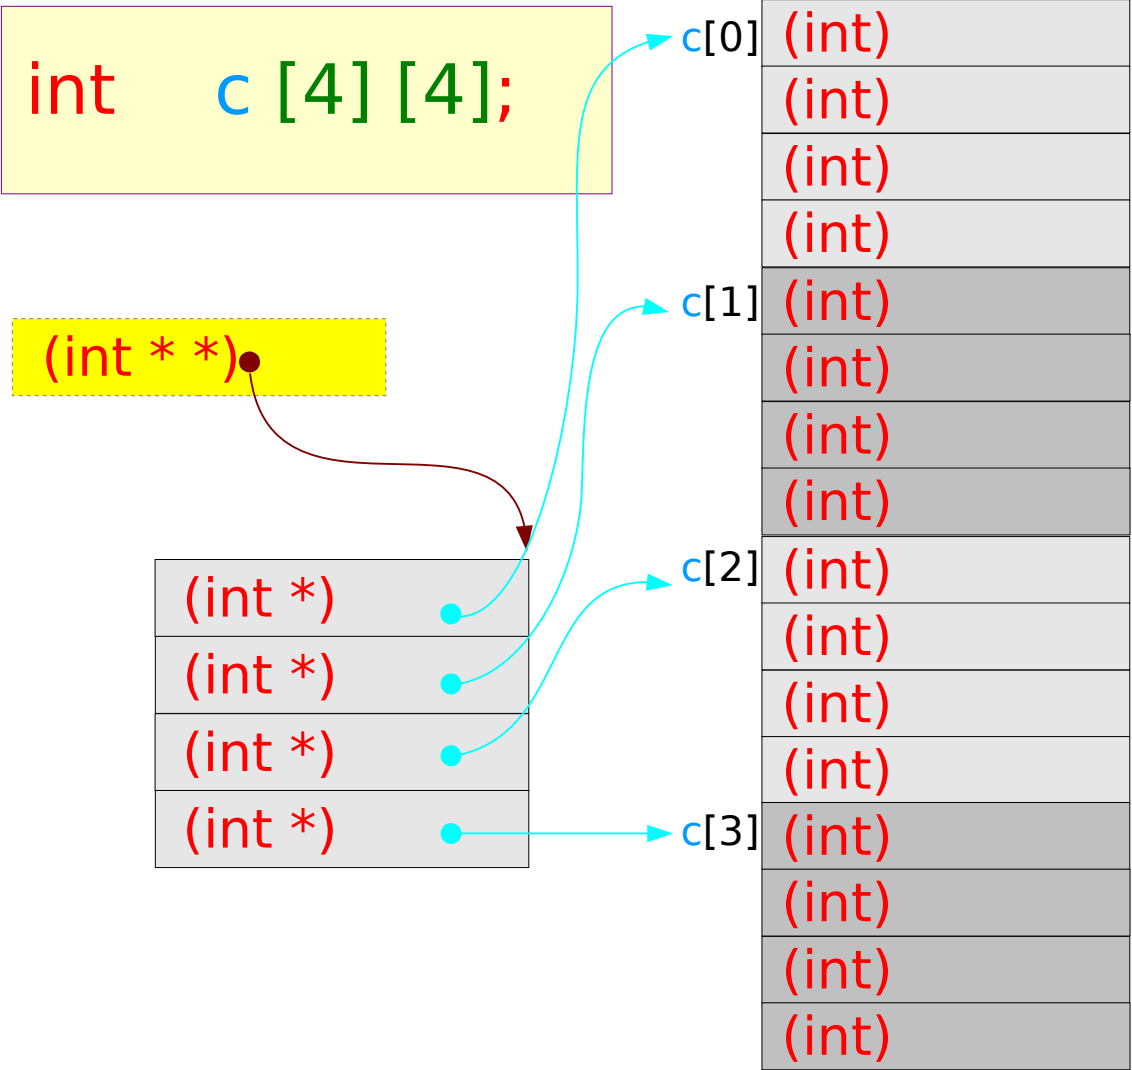 int c [4] [4];
(int * *)
(int *)
(int *)
(int *)
(int *)
c[0] (int)
(int)
(int)
(int)
c[1] (int)
(int)
(int)
(int)
c[2] (int)
(int)
(int)
(int)
c[3] (int)
(int)
(int)
(int)